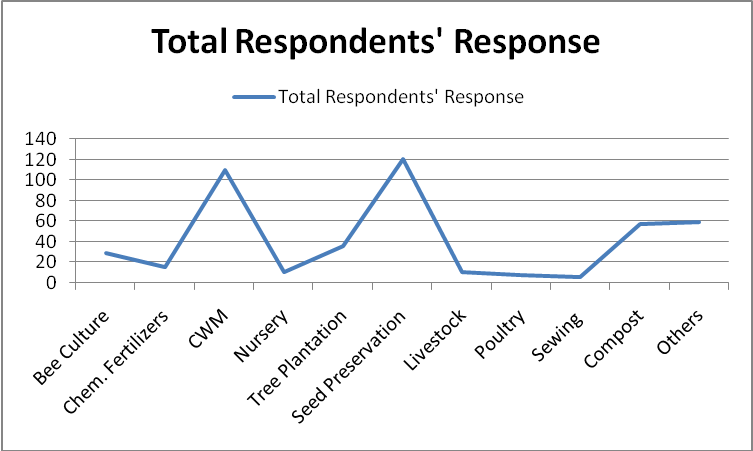 Total Respondents' Response
Total Respondents' Response
140
120
100
80
60
40
20
0
Bee Culture
Chem. Fertilizers
CWM
Nursery
Tree Plantation
Seed Preservation
Livestock
Poultry
Sewing
Compost
Others